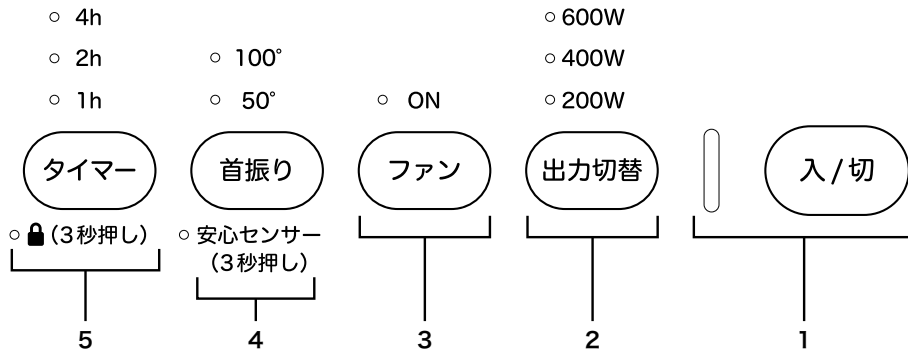 4h
2h
1h
タイマー
(3秒押し)
100°
50°
首振り
安心センサー
(3秒押し)
ON
ファン
600W
400W
200W
出力切替
入/切
5
4
3
2
1